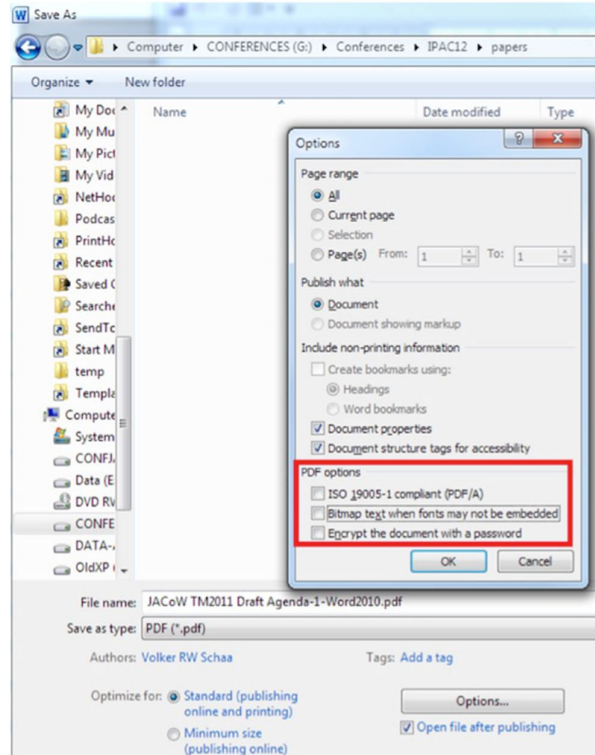 Save As
Computer ▸ CONFERENCES (G:) ▸ Conferences ▸ IPAC12 ▸ papers
Organize New folder
Name Date modified Type
My Doc
My Mu
My Pict
My Vid
NetHoo
Podcas
PrintHo
Recent
Saved
Searche
SendTo
Start M
temp
Templa
Compute
System
CONFJ
Data (E
DVD RV
CONFE
DATA-
OldXP
Options
Page range
All
Current page
Selection
Page(s) From: 1 To: 1
Publish what
Document
Document showing markup
Include non-printing information
Create bookmarks using:
Headings
Word bookmarks
Document properties
Document structure tags for accessibility
PDF options
ISO 19005-1 compliant (PDF/A)
Bitmap text when fonts may not be embedded
Encrypt the document with a password
OK Cancel
File name: JACoW TM2011 Draft Agenda-1-Word2010.pdf
Save as type: PDF (*.pdf)
Authors: Volker RW Schaa Tags: Add a tag
Optimize for: Standard (publishing
online and printing)
Minimum size
(publishing online)
Options...
Open file after publishing